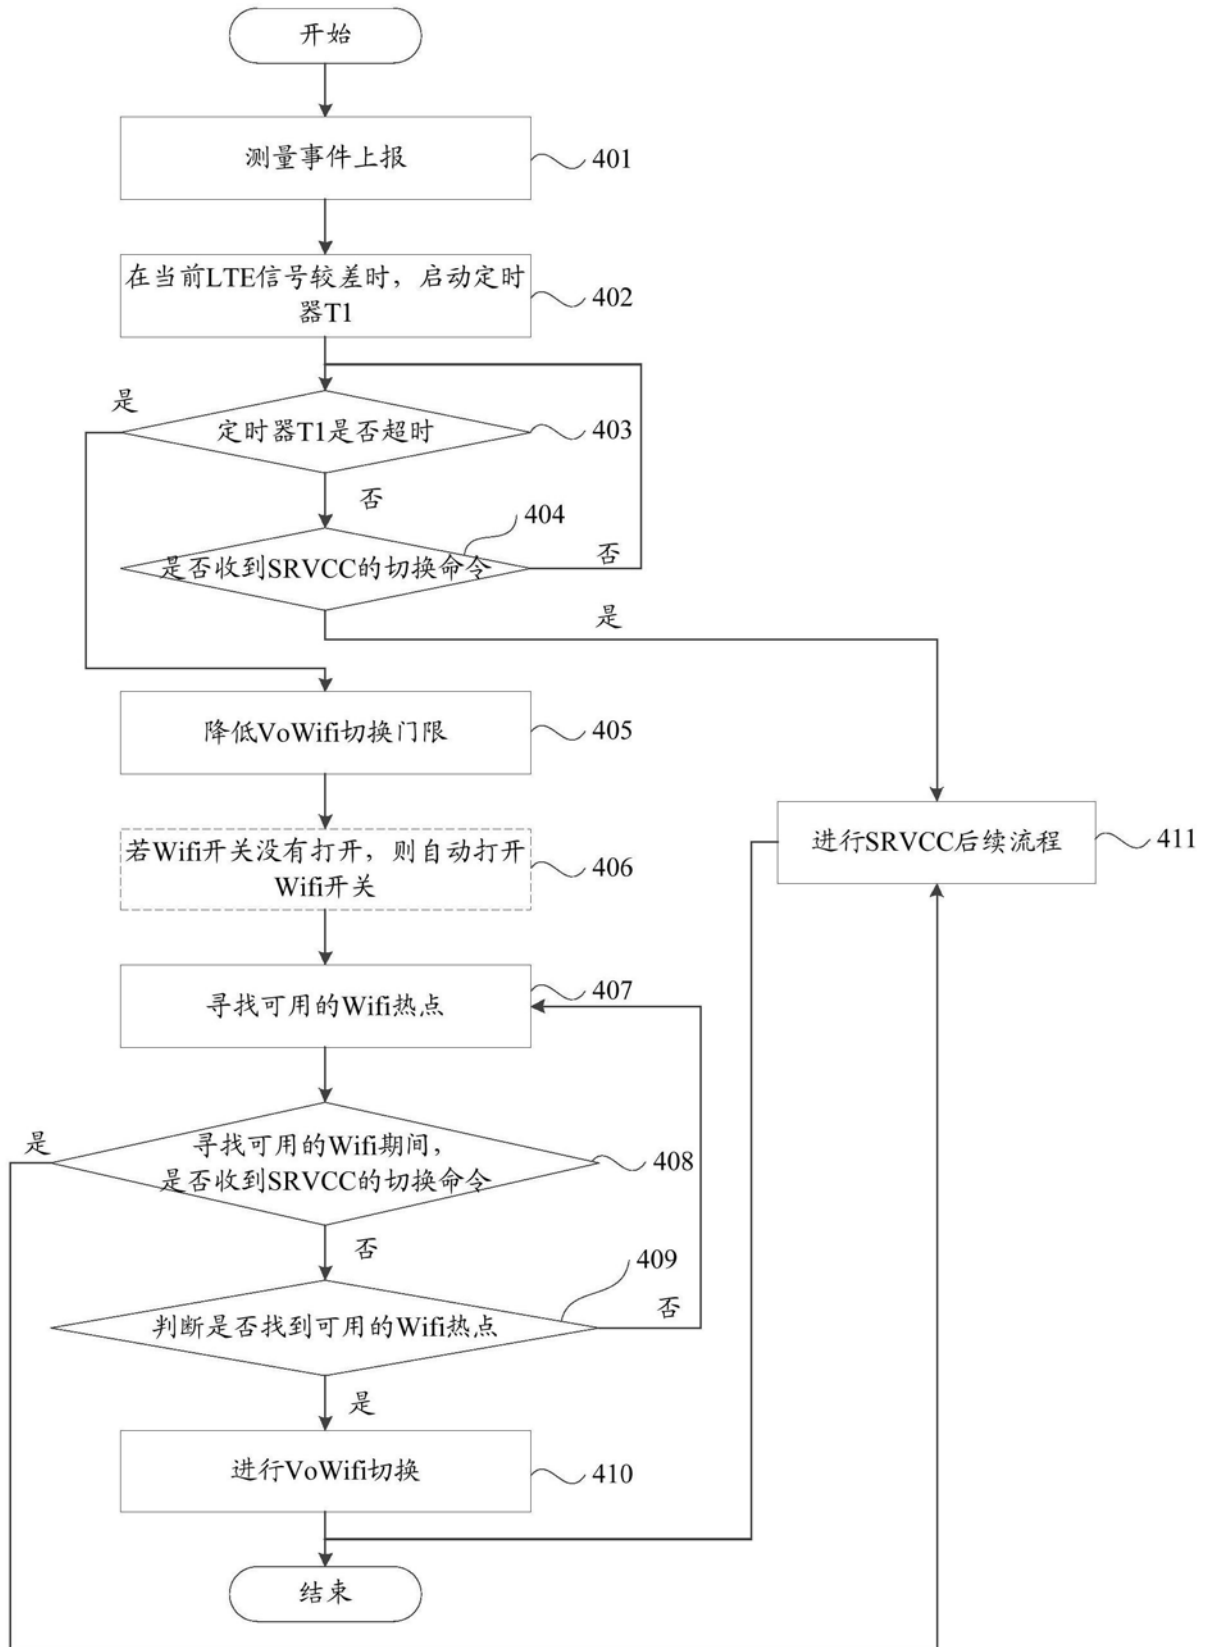 开始
测量事件上报
401
在当前LTE信号较差时，启动定时
器T1
402
是
定时器T1是否超时
403
否
404
是否收到SRVCC的切换命令
否
是
降低VoWifi切换门限
405
若Wifi开关没有打开，则自动打开
Wifi开关
406
进行SRVCC后续流程
411
寻找可用的Wifi热点
407
是
寻找可用的Wifi期间，
是否收到SRVCC的切换命令
408
否
409
判断是否找到可用的Wifi热点
否
是
进行VoWifi切换
410
结束